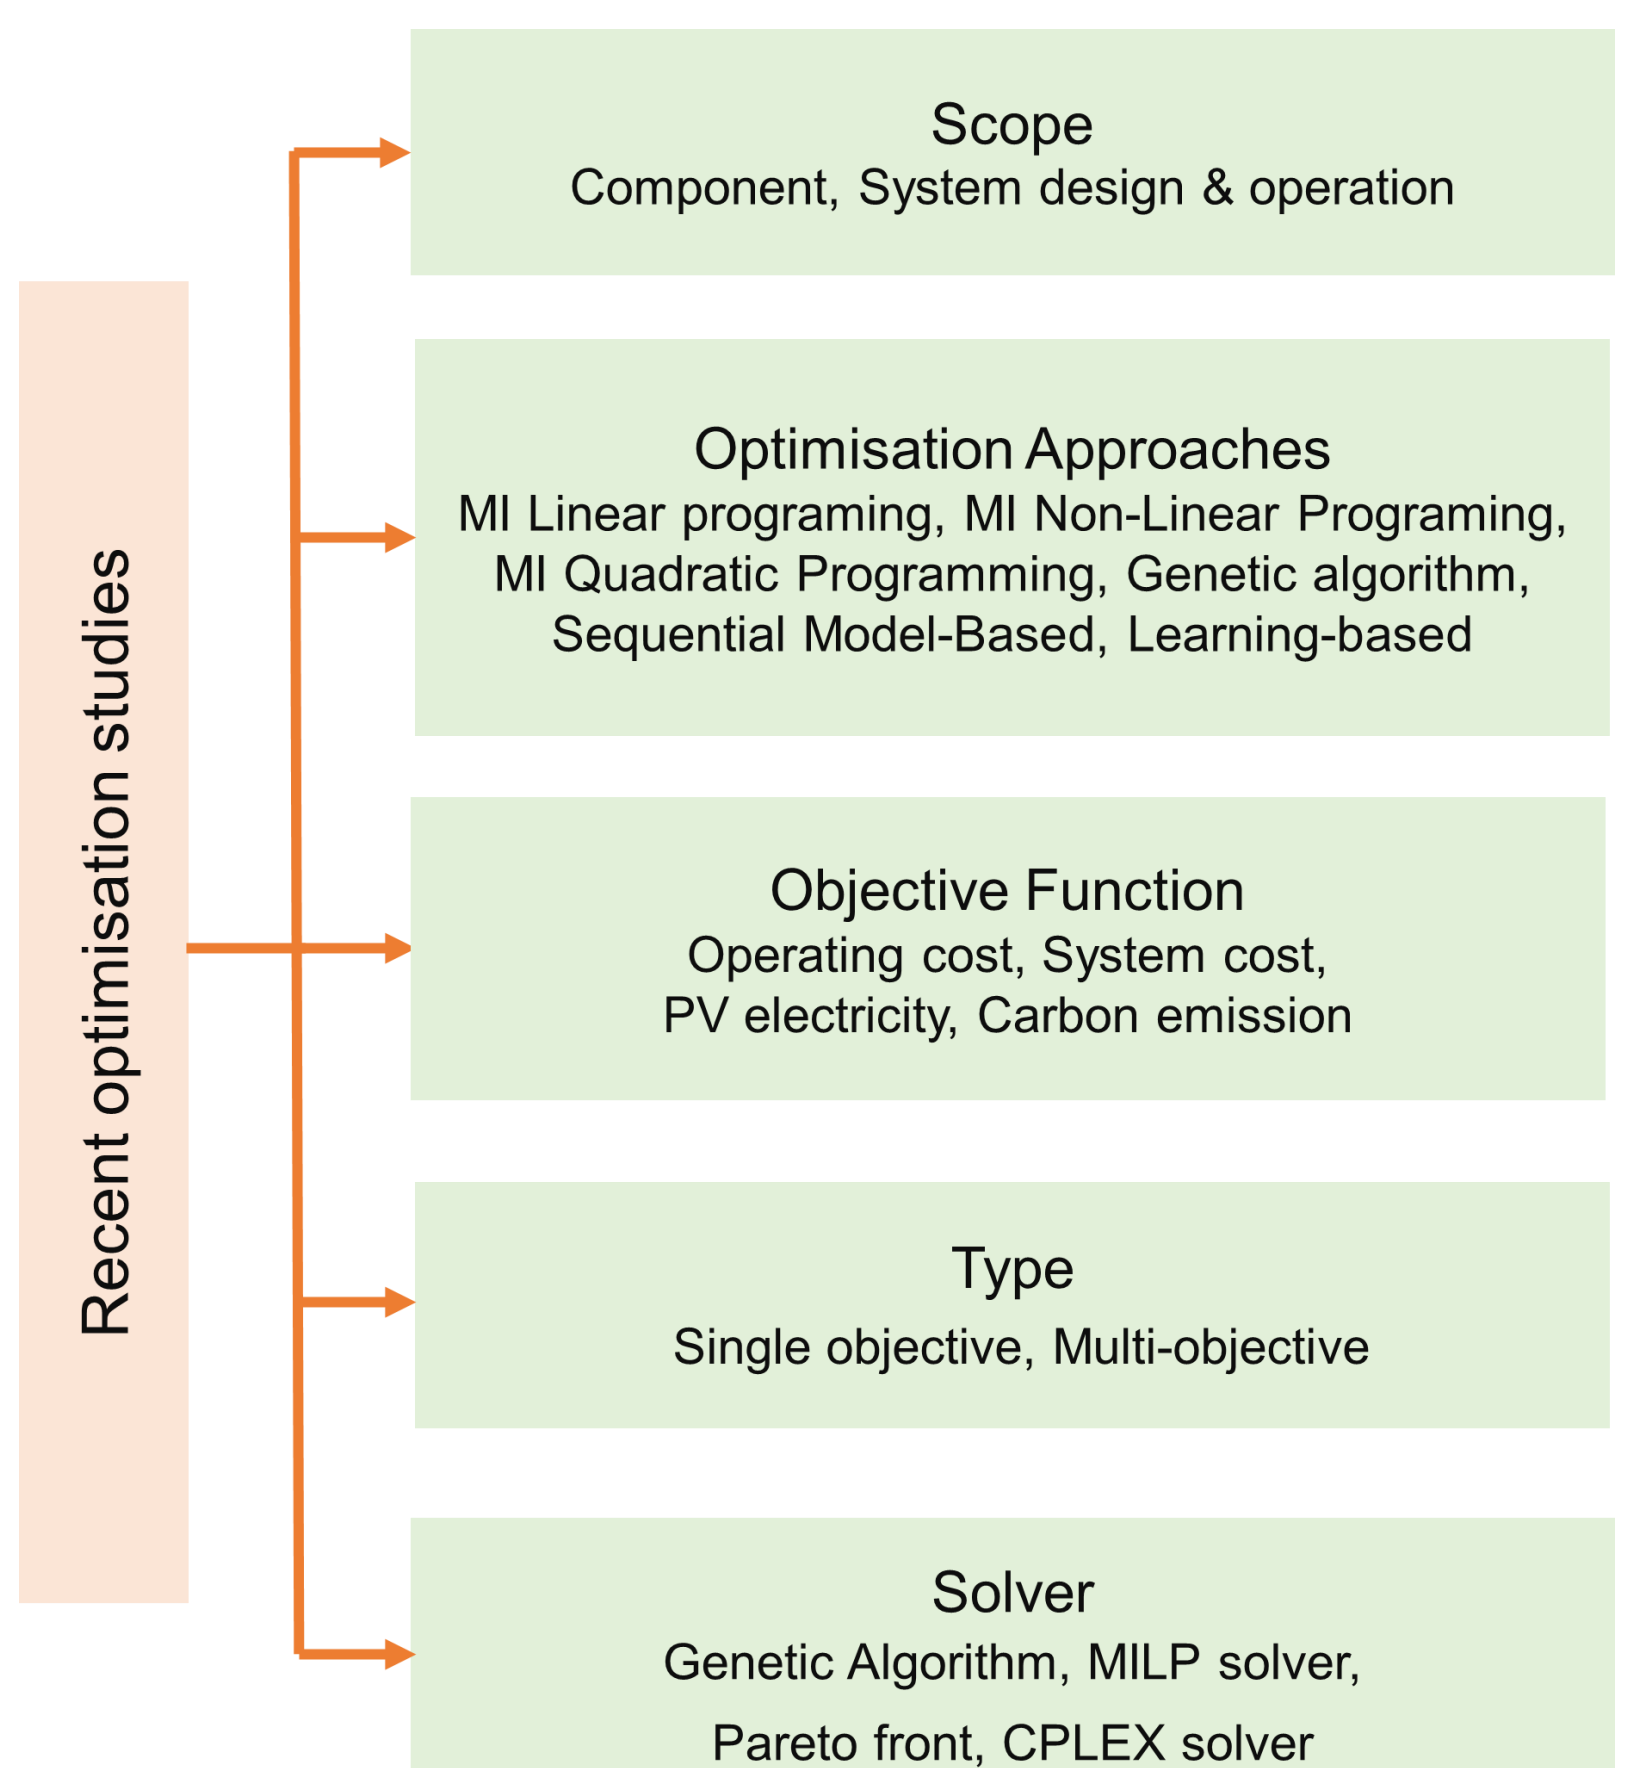 Recent optimisation studies
Scope
Component, System design & operation
Optimisation Approaches
MI Linear programing, MI Non-Linear Programing,
MI Quadratic Programming, Genetic algorithm,
Sequential Model-Based, Learning-based
Objective Function
Operating cost, System cost,
PV electricity, Carbon emission
Type
Single objective, Multi-objective
Solver
Genetic Algorithm, MILP solver,
Pareto front, CPLEX solver